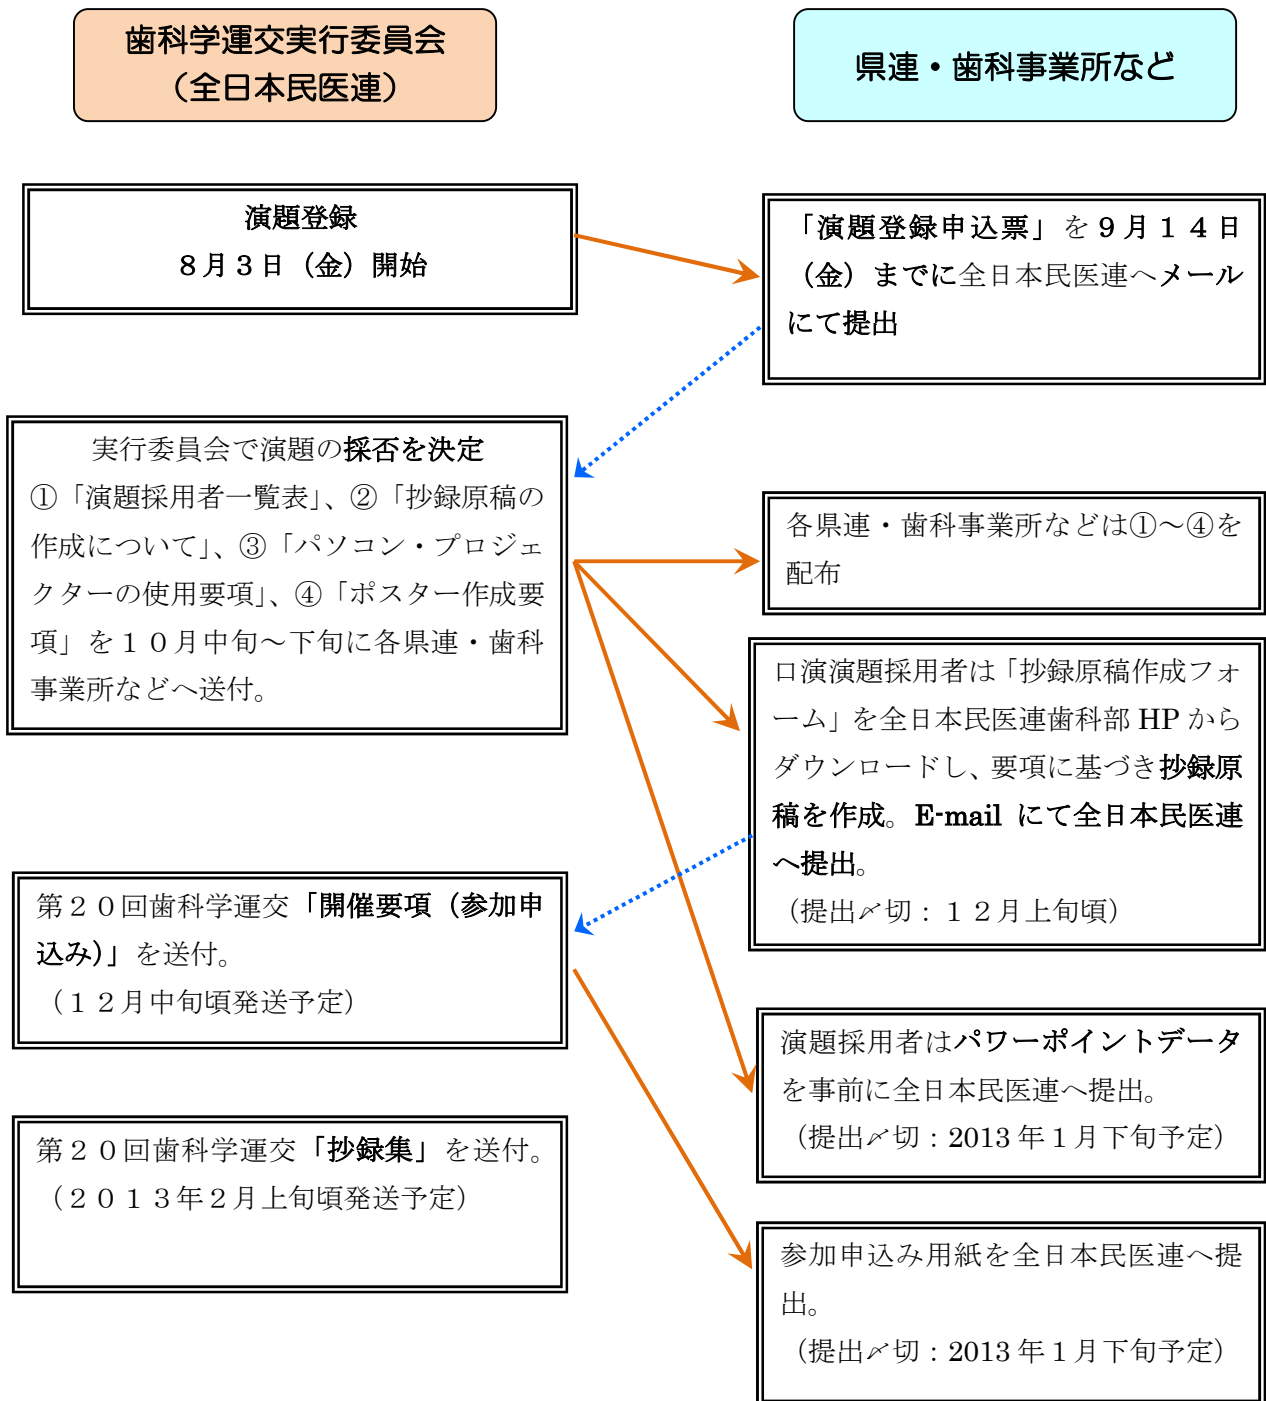 歯科学運交実行委員会
（全日本民医連）
県連・歯科事業所など
演題登録
８月３日（金）開始
「演題登録申込票」を９月１４日
（金）までに全日本民医連へメール
にて提出
実行委員会で演題の採否を決定
①「演題採用者一覧表」、②「抄録原稿の
作成について」、③「パソコン・プロジェ
クターの使用要項」、④「ポスター作成要
項」を１０月中旬～下旬に各県連・歯科
事業所などへ送付。
各県連・歯科事業所などは①～④を
配布
口演演題採用者は「抄録原稿作成フォ
ーム」を全日本民医連歯科部 HP から
ダウンロードし、要項に基づき抄録原
稿を作成。E-mail にて全日本民医連
へ提出。
（提出〆切：１２月上旬頃）
第２０回歯科学運交「開催要項（参加申
込み）」を送付。
（１２月中旬頃発送予定）
演題採用者はパワーポイントデータ
を事前に全日本民医連へ提出。
（提出〆切：2013 年１月下旬予定）
第２０回歯科学運交「抄録集」を送付。
（２０１３年２月上旬頃発送予定）
参加申込み用紙を全日本民医連へ提
出。
（提出〆切：2013 年１月下旬予定）